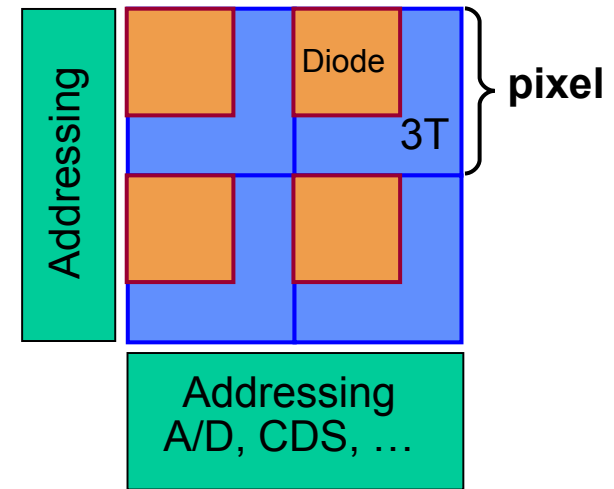 Diode
pixel
3T
Addressing
Addressing
A/D, CDS, …